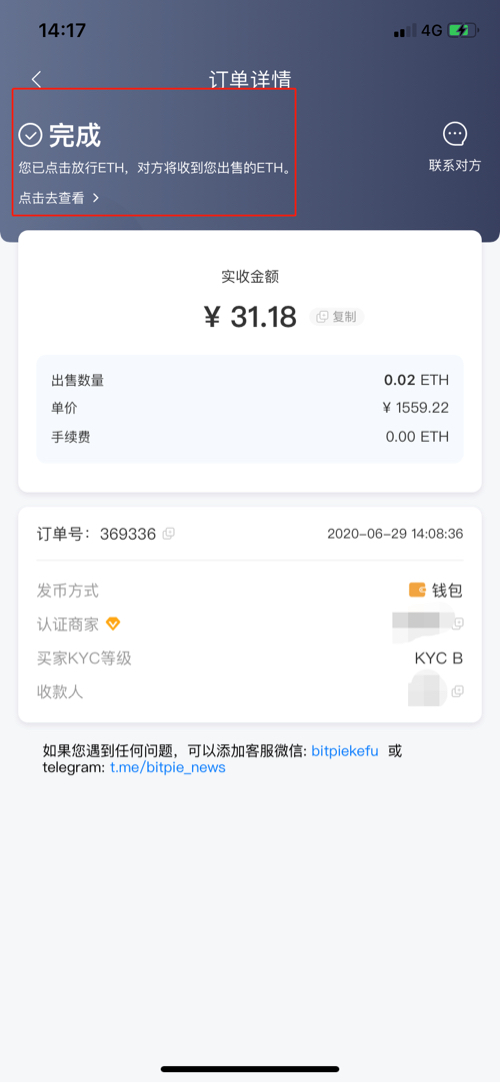 14:17
4G
订单详情
完成
您已点击放行ETH，对方将收到您出售的ETH。
点击去查看 >
联系对方
实收金额
¥ 31.18 复制
出售数量 0.02 ETH
单价 ¥ 1559.22
手续费 0.00 ETH
订单号：369336 2020-06-29 14:08:36
发币方式 钱包
认证商家
买家KYC等级 KYC B
收款人
如果您遇到任何问题，可以添加客服微信: bitpiekefu 或
telegram: t.me/bitpie_news